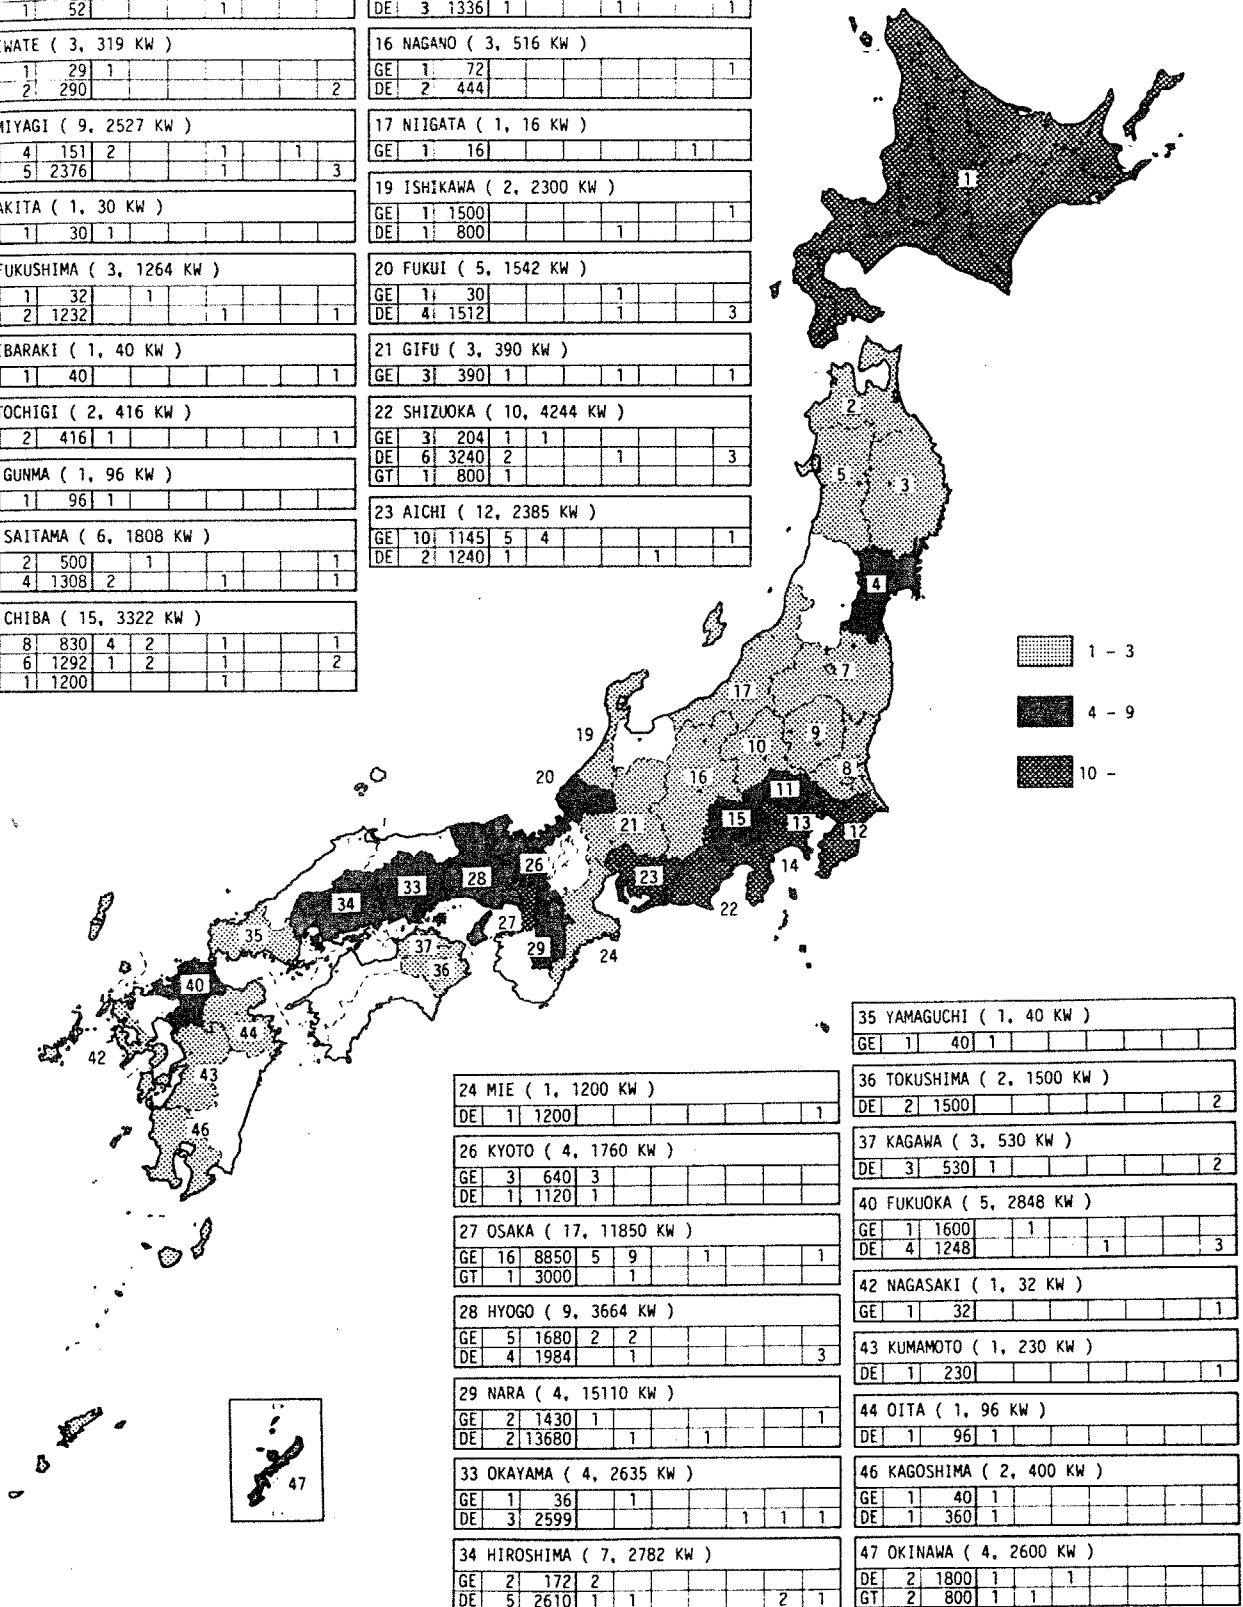 1 52 1
DE 3 1336 1 1 1
WATE ( 3, 319 KW )
1 29 1
2 290 2
MIYAGI ( 9, 2527 KW )
4 151 2 1 1
5 2376 1 3
AKITA ( 1, 30 KW )
1 30 1
FUKUSHIMA ( 3, 1264 KW )
1 32 1
2 1232 1 1
IBARAKI ( 1, 40 KW )
1 40 1
TOCHIGI ( 2, 416 KW )
2 416 1 1
GUNMA ( 1, 96 KW )
1 96 1
SAITAMA ( 6, 1808 KW )
2 500 1 1
4 1308 2 1 1
CHIBA ( 15, 3322 KW )
8 830 4 2 1 1
6 1292 1 2 1 2
1 1200 1
16 NAGANO ( 3, 516 KW )
GE 1 72 1
DE 2 444
17 NIIGATA ( 1, 16 KW )
GE 1 16 1
19 ISHIKAWA ( 2, 2300 KW )
GE 1 1500 1
DE 1 800 1
20 FUKUI ( 5, 1542 KW )
GE 1 30 1
DE 4 1512 1 3
21 GIFU ( 3, 390 KW )
GE 3 390 1 1 1
22 SHIZUOKA ( 10, 4244 KW )
GE 3 204 1 1
DE 6 3240 2 1 3
GT 1 800 1
23 AICHI ( 12, 2385 KW )
GE 10 1145 5 4 1
DE 2 1240 1 1
1
2
5
3
4
7
17
9
10
19
8
16
20
11
15
13
12
21
14
26
23
28
22
33
34
27
35
37
29
24
36
40
44
42
43
46
47
1 - 3
4 - 9
10 -
24 MIE ( 1, 1200 KW )
DE 1 1200 1
26 KYOTO ( 4, 1760 KW )
GE 3 640 3
DE 1 1120 1
27 OSAKA ( 17, 11850 KW )
GE 16 8850 5 9 1 1
GT 1 3000 1
28 HYOGO ( 9, 3664 KW )
GE 5 1680 2 2
DE 4 1984 1 3
29 NARA ( 4, 15110 KW )
GE 2 1430 1 1
DE 2 13680 1 1
33 OKAYAMA ( 4, 2635 KW )
GE 1 36 1
DE 3 2599 1 1 1
34 HIROSHIMA ( 7, 2782 KW )
GE 2 172 2
DE 5 2610 1 1 2 1
35 YAMAGUCHI ( 1, 40 KW )
GE 1 40 1
36 TOKUSHIMA ( 2, 1500 KW )
DE 2 1500 2
37 KAGAWA ( 3, 530 KW )
DE 3 530 1 2
40 FUKUOKA ( 5, 2848 KW )
GE 1 1600 1
DE 4 1248 1 3
42 NAGASAKI ( 1, 32 KW )
GE 1 32 1
43 KUMAMOTO ( 1, 230 KW )
DE 1 230 1
44 OITA ( 1, 96 KW )
DE 1 96 1
46 KAGOSHIMA ( 2, 400 KW )
GE 1 40 1
DE 1 360 1
47 OKINAWA ( 4, 2600 KW )
DE 2 1800 1 1
GT 2 800 1 1